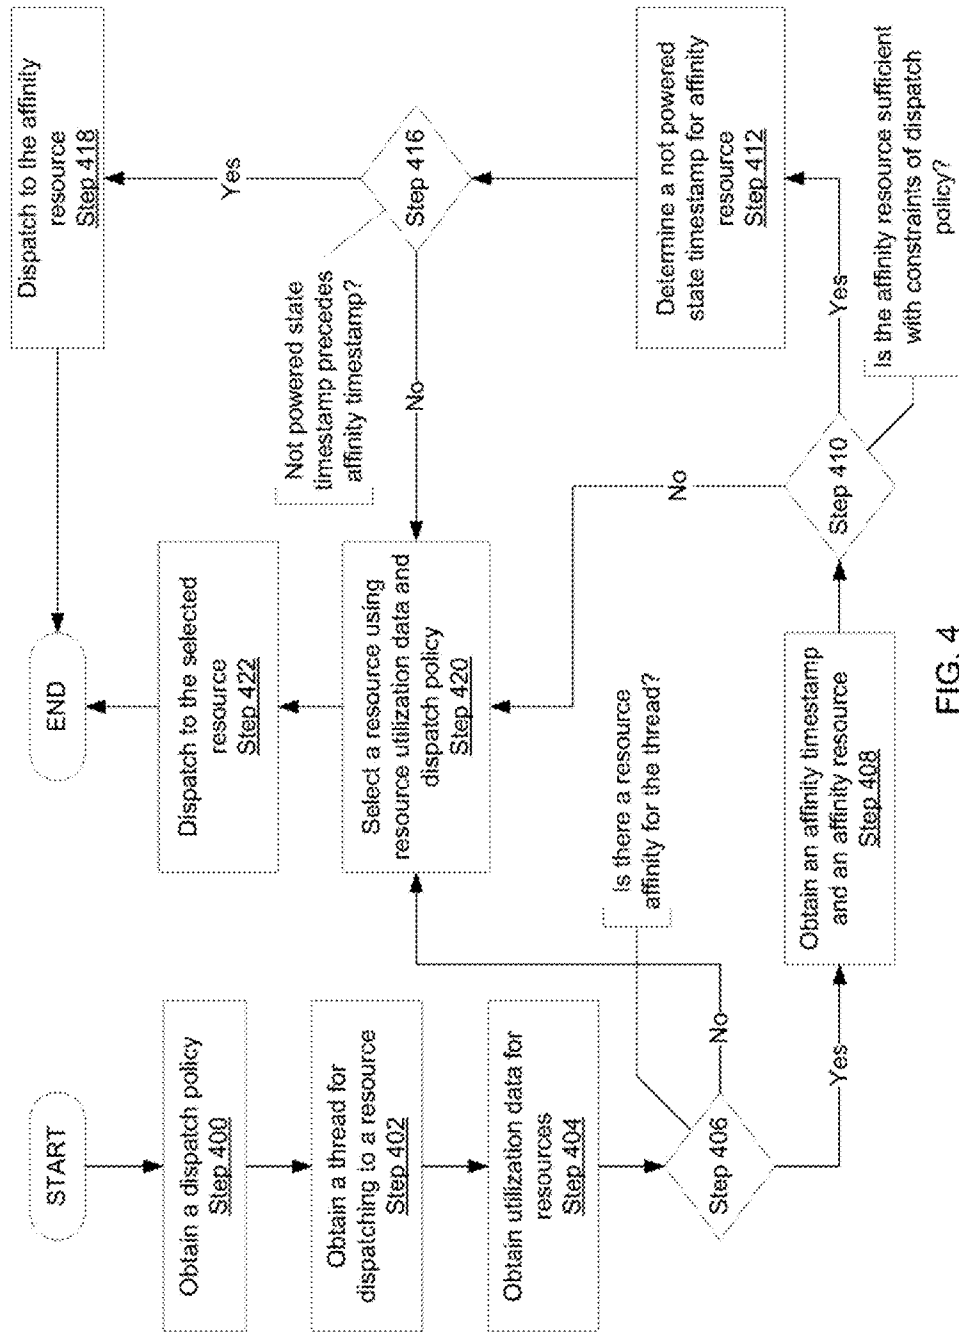 START
Obtain a dispatch policy
Step 400
Obtain a thread for
dispatching to a resource
Step 402
Obtain utilization data for
resources
Step 404
Step 406
Is there a resource
affinity for the thread?
No
Yes
Obtain an affinity timestamp
and an affinity resource
Step 408
Step 410
Is the affinity resource sufficient
with constraints of dispatch
policy?
No
Yes
Determine a not powered
state timestamp for affinity
resource
Step 412
Step 416
Not powered state
timestamp precedes
affinity timestamp?
No
Yes
Dispatch to the affinity
resource
Step 418
Select a resource using
resource utilization data and
dispatch policy
Step 420
Dispatch to the selected
resource
Step 422
END
FIG. 4